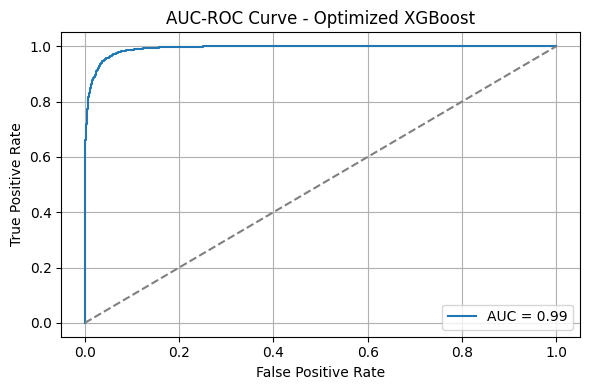 AUC-ROC Curve - Optimized XGBoost
True Positive Rate
1.0
0.8
0.6
0.4
0.2
0.0
AUC = 0.99
0.0 0.2 0.4 0.6 0.8 1.0
False Positive Rate